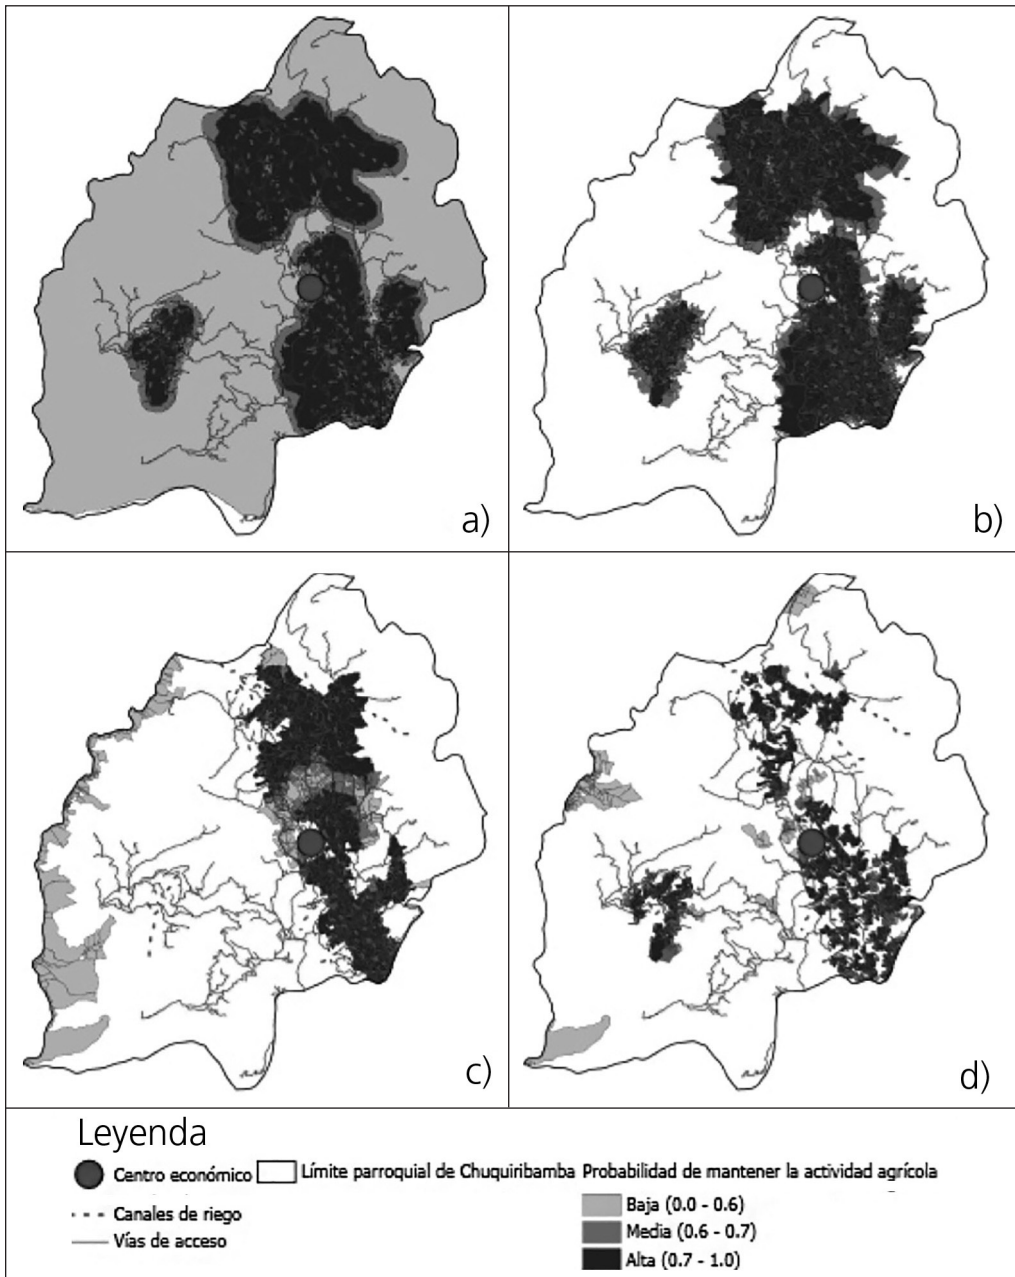 a)
b)
c)
d)
Leyenda
Centro económico
Límite parroquial de Chuquiribamba
Probabilidad de mantener la actividad agrícola
Canales de riego
Vías de acceso
Baja (0.0 - 0.6)
Media (0.6 - 0.7)
Alta (0.7 - 1.0)